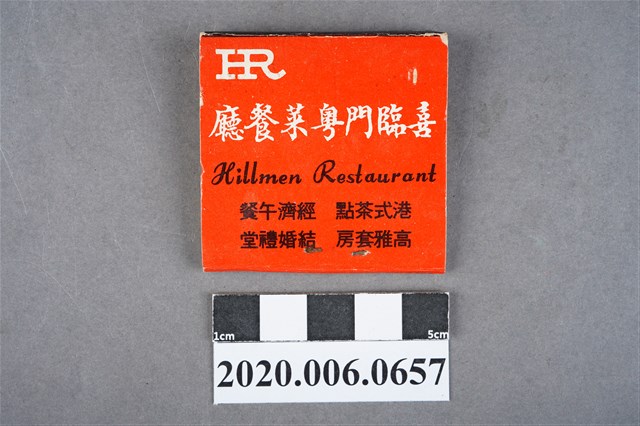 HR
喜臨門粵菜餐廳
Hillmen Restaurant
港式茶點 經濟午餐
高雅套房 結婚禮堂
1cm 5cm
2020.006.0657